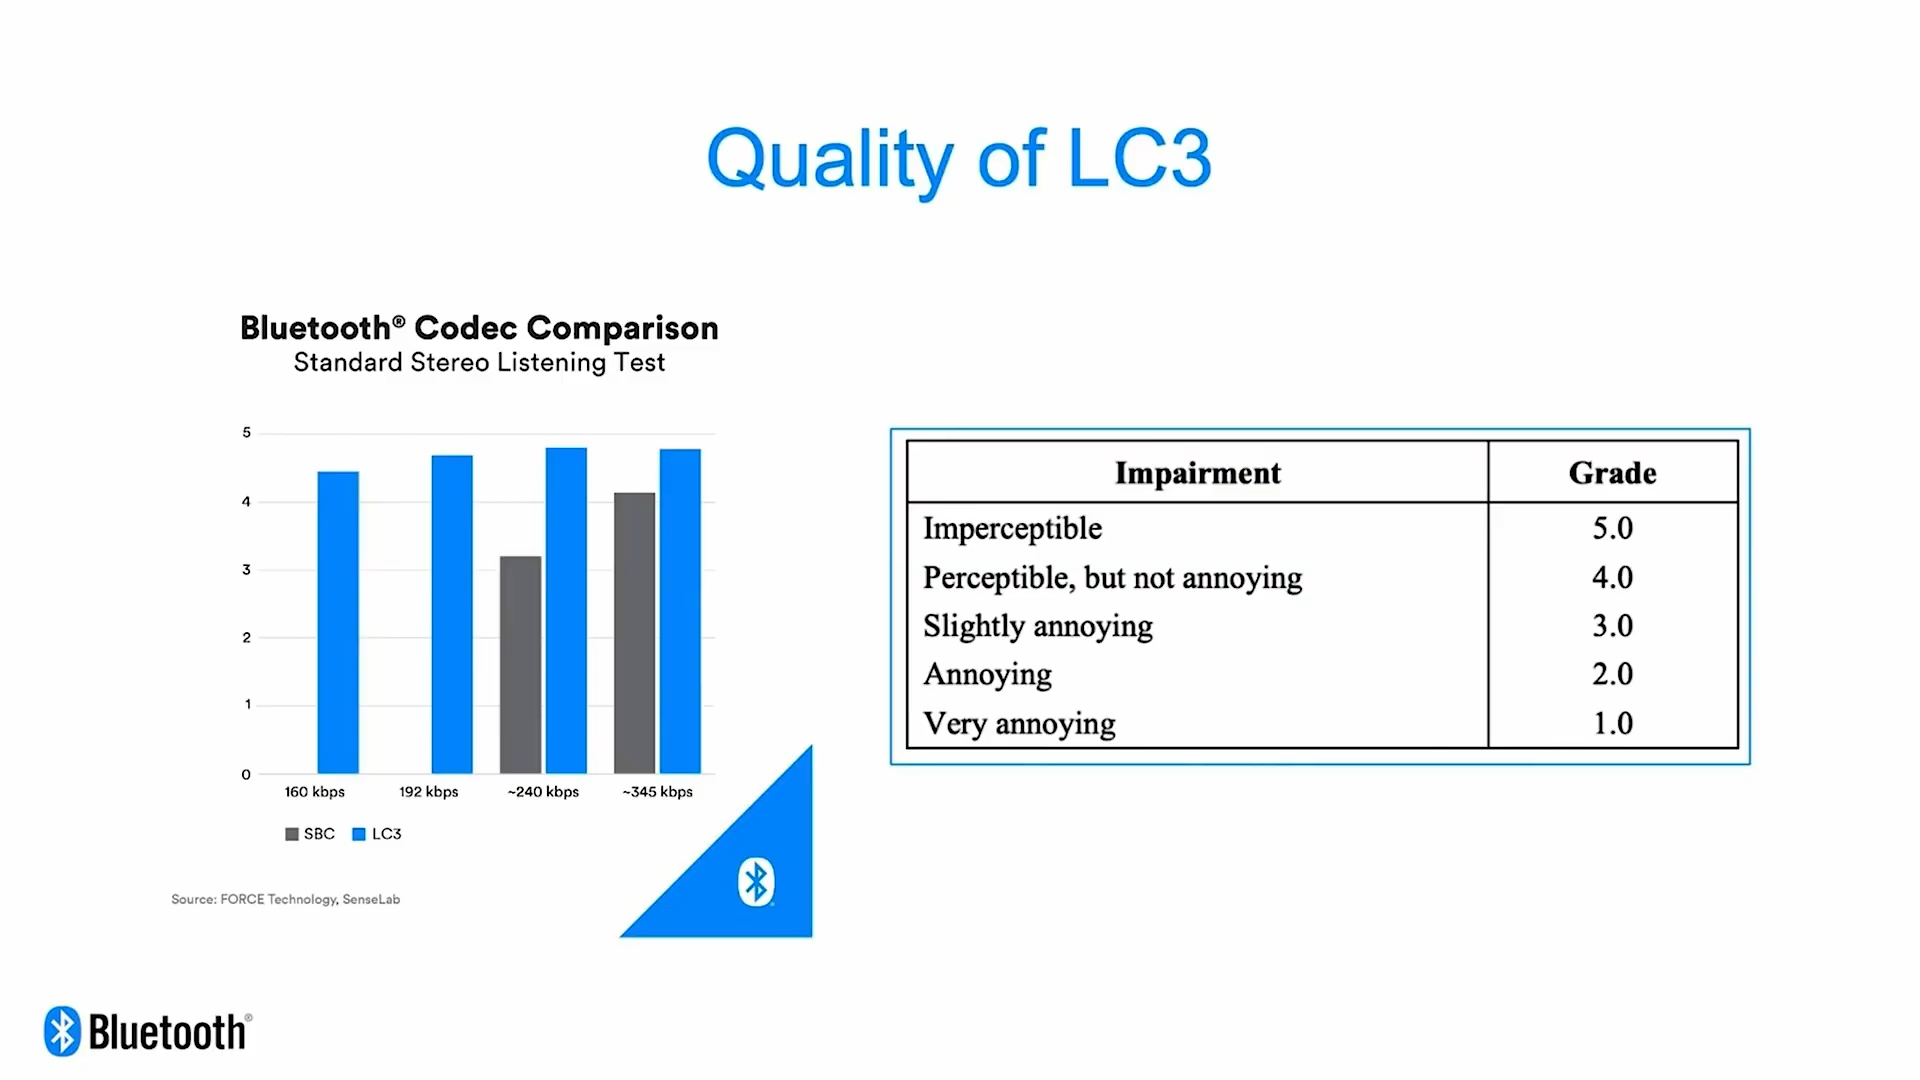 Quality of LC3
Bluetooth® Codec Comparison
Standard Stereo Listening Test
5
4
3
2
1
0
160 kbps 192 kbps ~240 kbps ~345 kbps
SBC LC3
Source: FORCE Technology, SenseLab
Impairment Grade
Imperceptible 5.0
Perceptible, but not annoying 4.0
Slightly annoying 3.0
Annoying 2.0
Very annoying 1.0
Bluetooth®